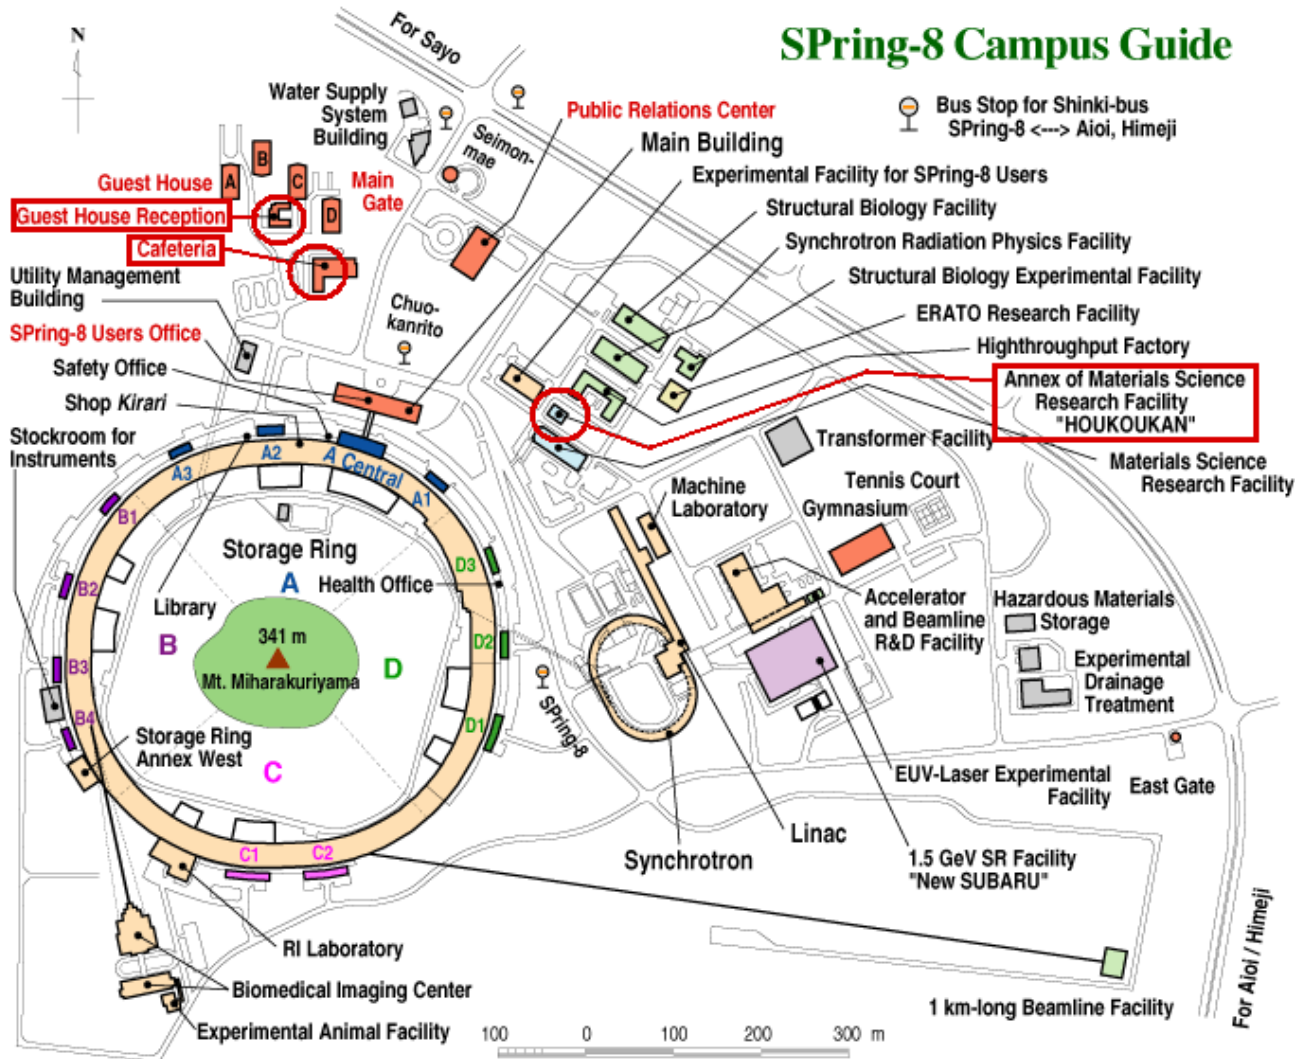 SPring-8 Campus Guide
N
For Sayo
Bus Stop for Shinki-bus
SPring-8 <---> Aioi, Himeji
Water Supply
System
Building
Public Relations Center
Main Building
Seimon-
mae
Experimental Facility for SPring-8 Users
Structural Biology Facility
Synchrotron Radiation Physics Facility
Structural Biology Experimental Facility
ERATO Research Facility
Highthroughput Factory
Annex of Materials Science
Research Facility
"HOUKOUKAN"
Materials Science
Research Facility
Guest House
A
B
C
D
Main
Gate
Guest House Reception
Cafeteria
Utility Management
Building
SPring-8 Users Office
Safety Office
Shop Kirari
Stockroom for
Instruments
Chuo-
kanrito
Transformer Facility
Tennis Court
Gymnasium
Machine
Laboratory
A3
A2
A Central
A1
B1
B2
B3
B4
C1
C2
D1
D2
D3
Storage Ring
A
Health Office
Library
B
341 m
Mt. Miharakuriyama
D
C
Storage Ring
Annex West
SPring-8
Accelerator
and Beamline
R&D Facility
Hazardous Materials
Storage
Experimental
Drainage
Treatment
East Gate
EUV-Laser Experimental
Facility
Linac
Synchrotron
1.5 GeV SR Facility
"New SUBARU"
RI Laboratory
Biomedical Imaging Center
Experimental Animal Facility
1 km-long Beamline Facility
For Aioi / Himeji
100 0 100 200 300 m